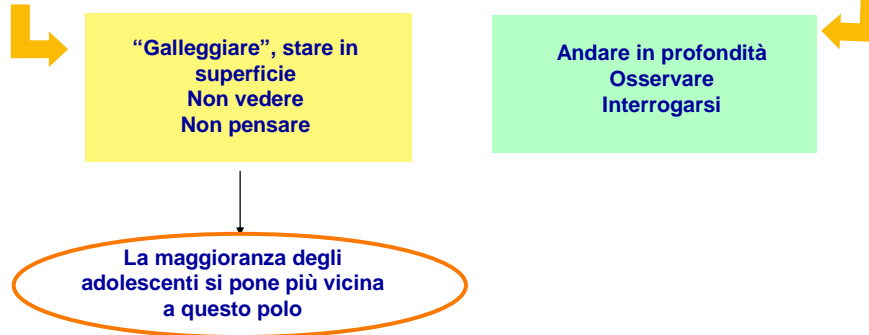 “Galleggiare”, stare in
superficie
Non vedere
Non pensare
Andare in profondità
Osservare
Interrogarsi
La maggioranza degli
adolescenti si pone più vicina
a questo polo